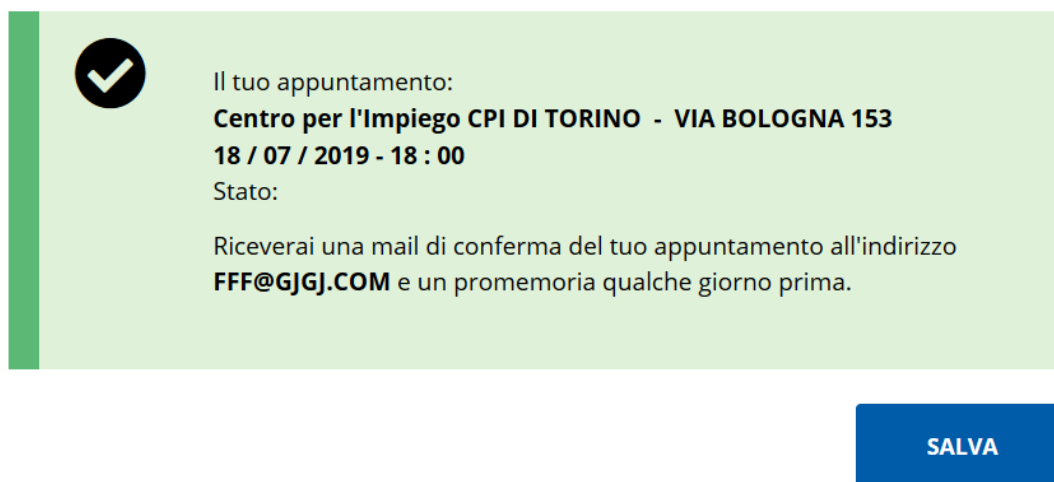 Il tuo appuntamento:
Centro per l'Impiego CPI DI TORINO - VIA BOLOGNA 153
18 / 07 / 2019 - 18 : 00
Stato:
Riceverai una mail di conferma del tuo appuntamento all'indirizzo
FFF@GJGJ.COM e un promemoria qualche giorno prima.
SALVA